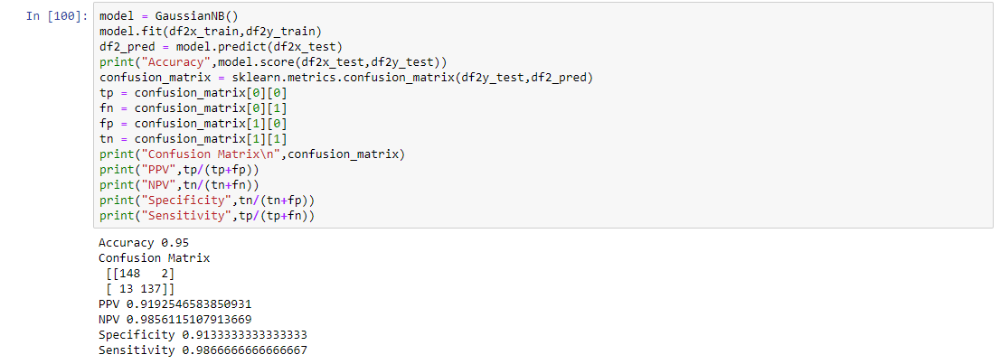 In [100]: model = GaussianNB()
model.fit(df2x_train,df2y_train)
df2_pred = model.predict(df2x_test)
print("Accuracy",model.score(df2x_test,df2y_test))
confusion_matrix = sklearn.metrics.confusion_matrix(df2y_test,df2_pred)
tp = confusion_matrix[0][0]
fn = confusion_matrix[0][1]
fp = confusion_matrix[1][0]
tn = confusion_matrix[1][1]
print("Confusion Matrix\n",confusion_matrix)
print("PPV",tp/(tp+fp))
print("NPV",tn/(tn+fn))
print("Specificity",tn/(tn+fp))
print("Sensitivity",tp/(tp+fn))
Accuracy 0.95
Confusion Matrix
 [[148   2]
 [ 13 137]]
PPV 0.9192546583850931
NPV 0.9856115107913669
Specificity 0.9133333333333333
Sensitivity 0.9866666666666667